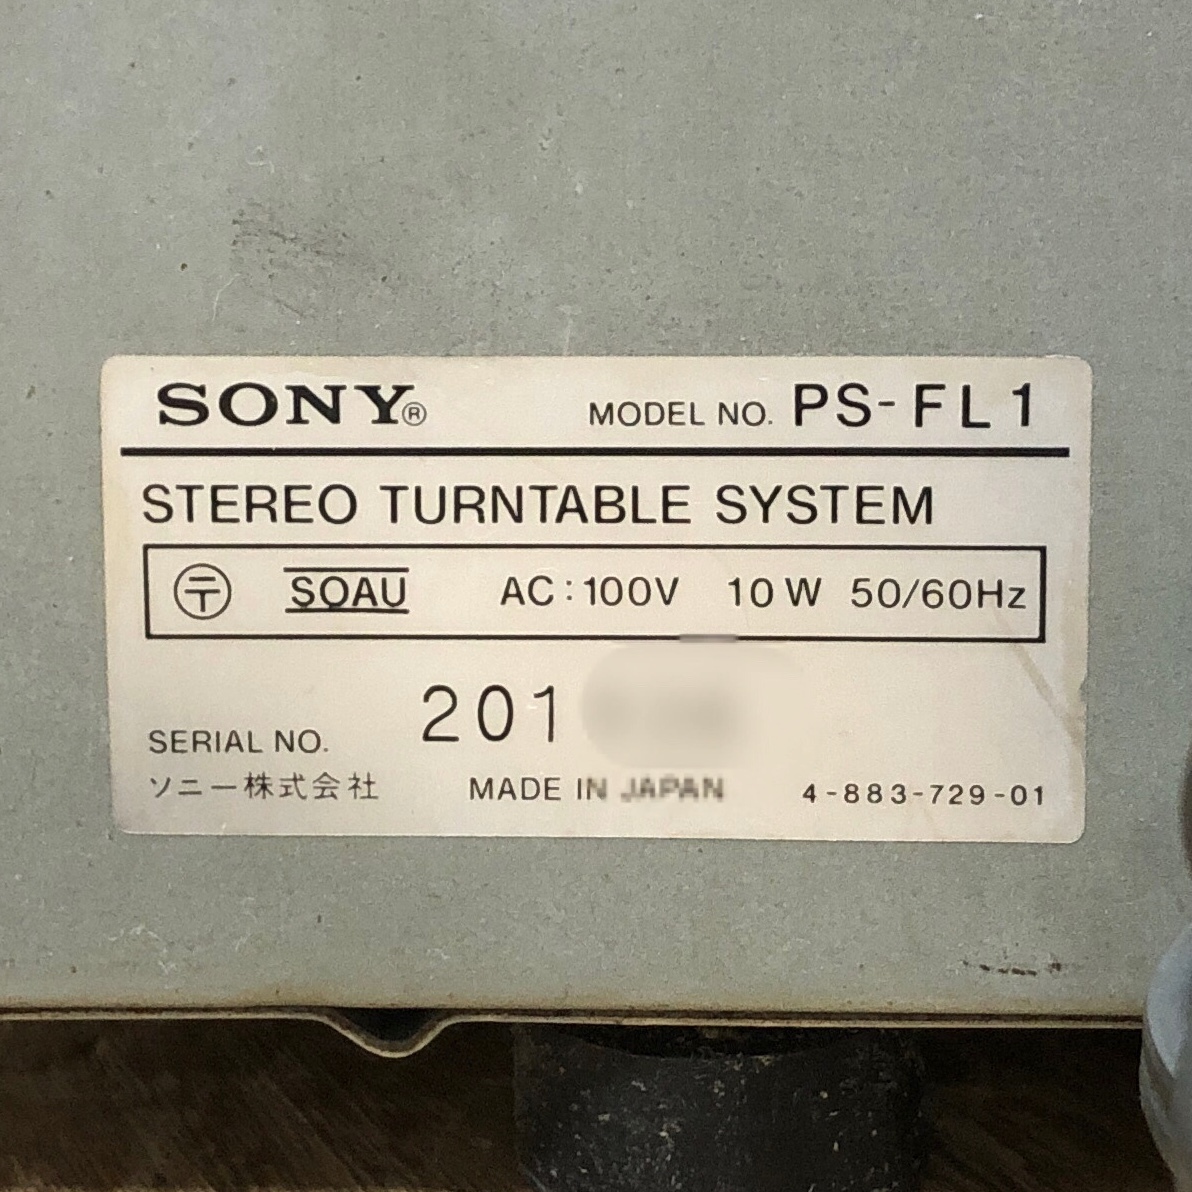 SONY® MODEL NO. PS-FL1
STEREO TURNTABLE SYSTEM
〒 SOAU AC:100V 10W 50/60Hz
SERIAL NO. 201
ソニー株式会社 MADE IN JAPAN 4-883-729-01